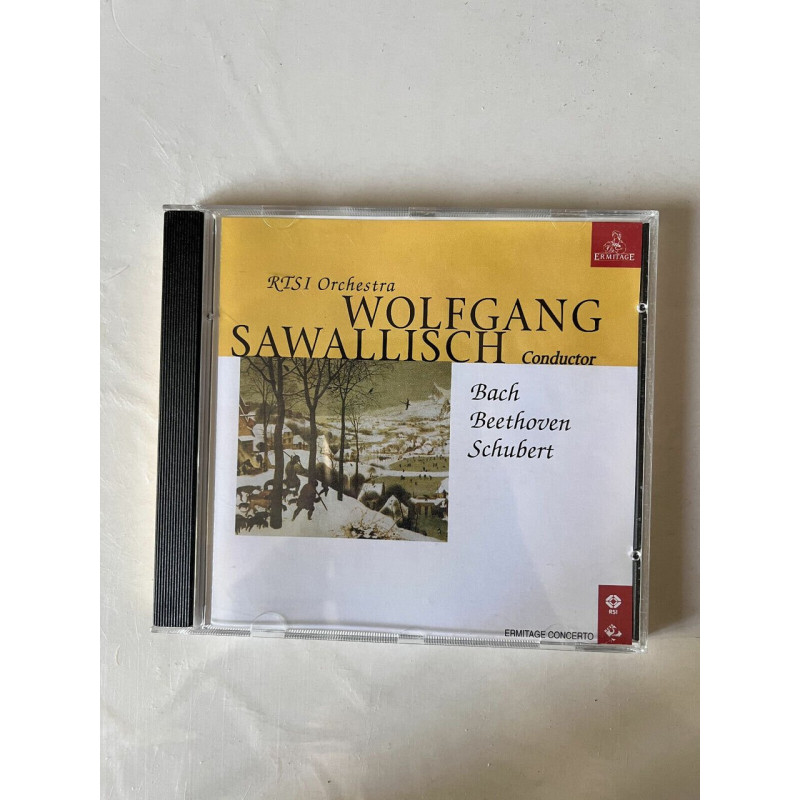 ERMITAGE
RTSI Orchestra
WOLFGANG
SAWALLISCH Conductor
Bach
Beethoven
Schubert
RSI
ERMITAGE CONCERTO